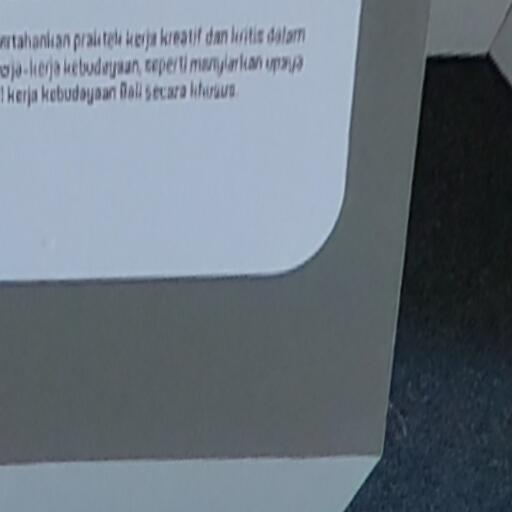 ertahankan praktek kerja kreatif dan kritis dalam
erja-kerja kebudayaan, seperti menyiarkan upaya
l kerja kebudayaan Bali secara khusus.